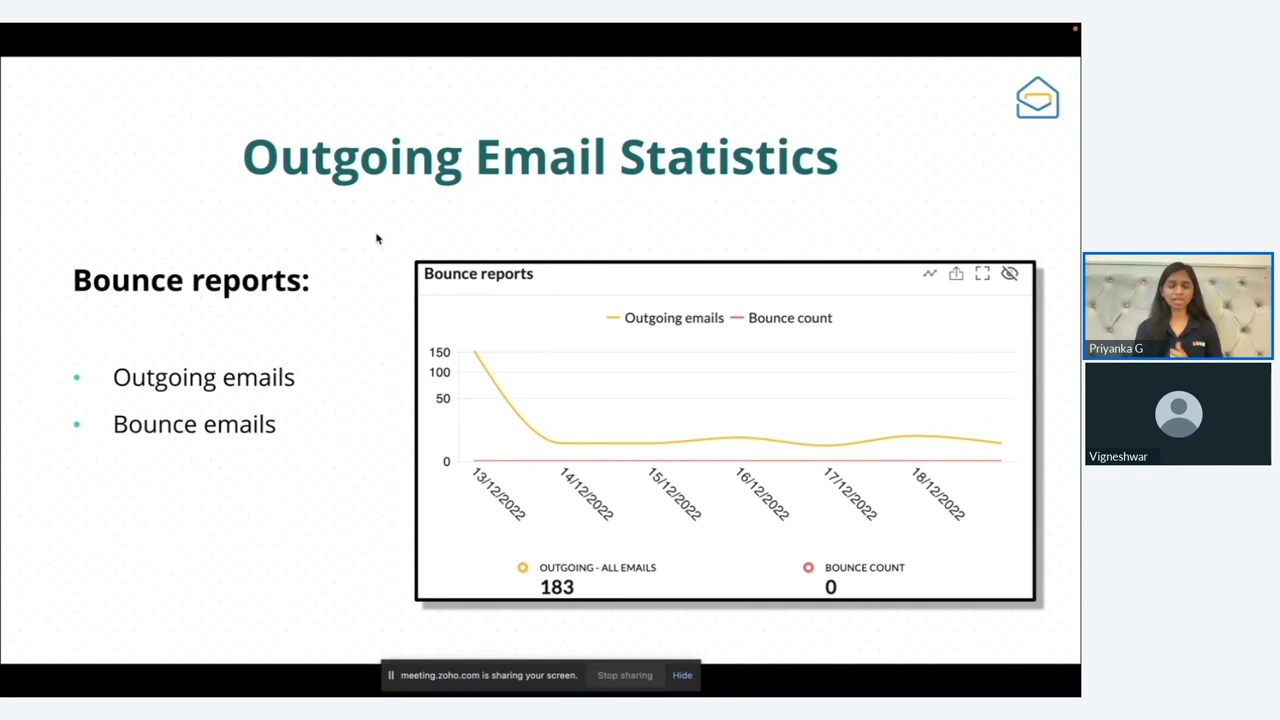 Outgoing Email Statistics
Bounce reports:
Outgoing emails
Bounce emails
Bounce reports
Outgoing emails
Bounce count
150
100
50
0
13/12/2022
14/12/2022
15/12/2022
16/12/2022
17/12/2022
18/12/2022
OUTGOING - ALL EMAILS
183
BOUNCE COUNT
0
meeting.zoho.com is sharing your screen.
Stop sharing
Hide
Priyanka G
Vigneshwar